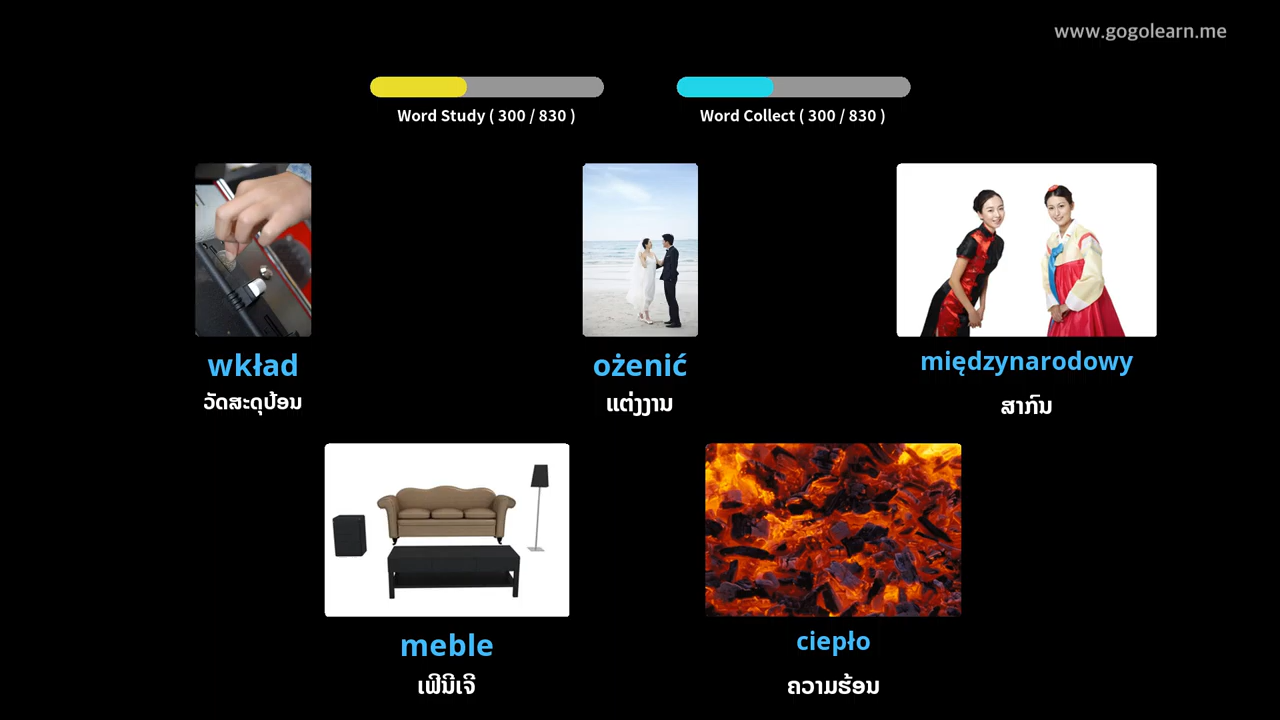 www.gogolearn.me
Word Study ( 300 / 830 )
Word Collect ( 300 / 830 )
wkład
ວັດສະດຸປ້ອນ
ożenić
ແຕ່ງງານ
międzynarodowy
ສາກົນ
meble
ເຟີນີເຈີ
ciepło
ຄວາມຮ້ອນ